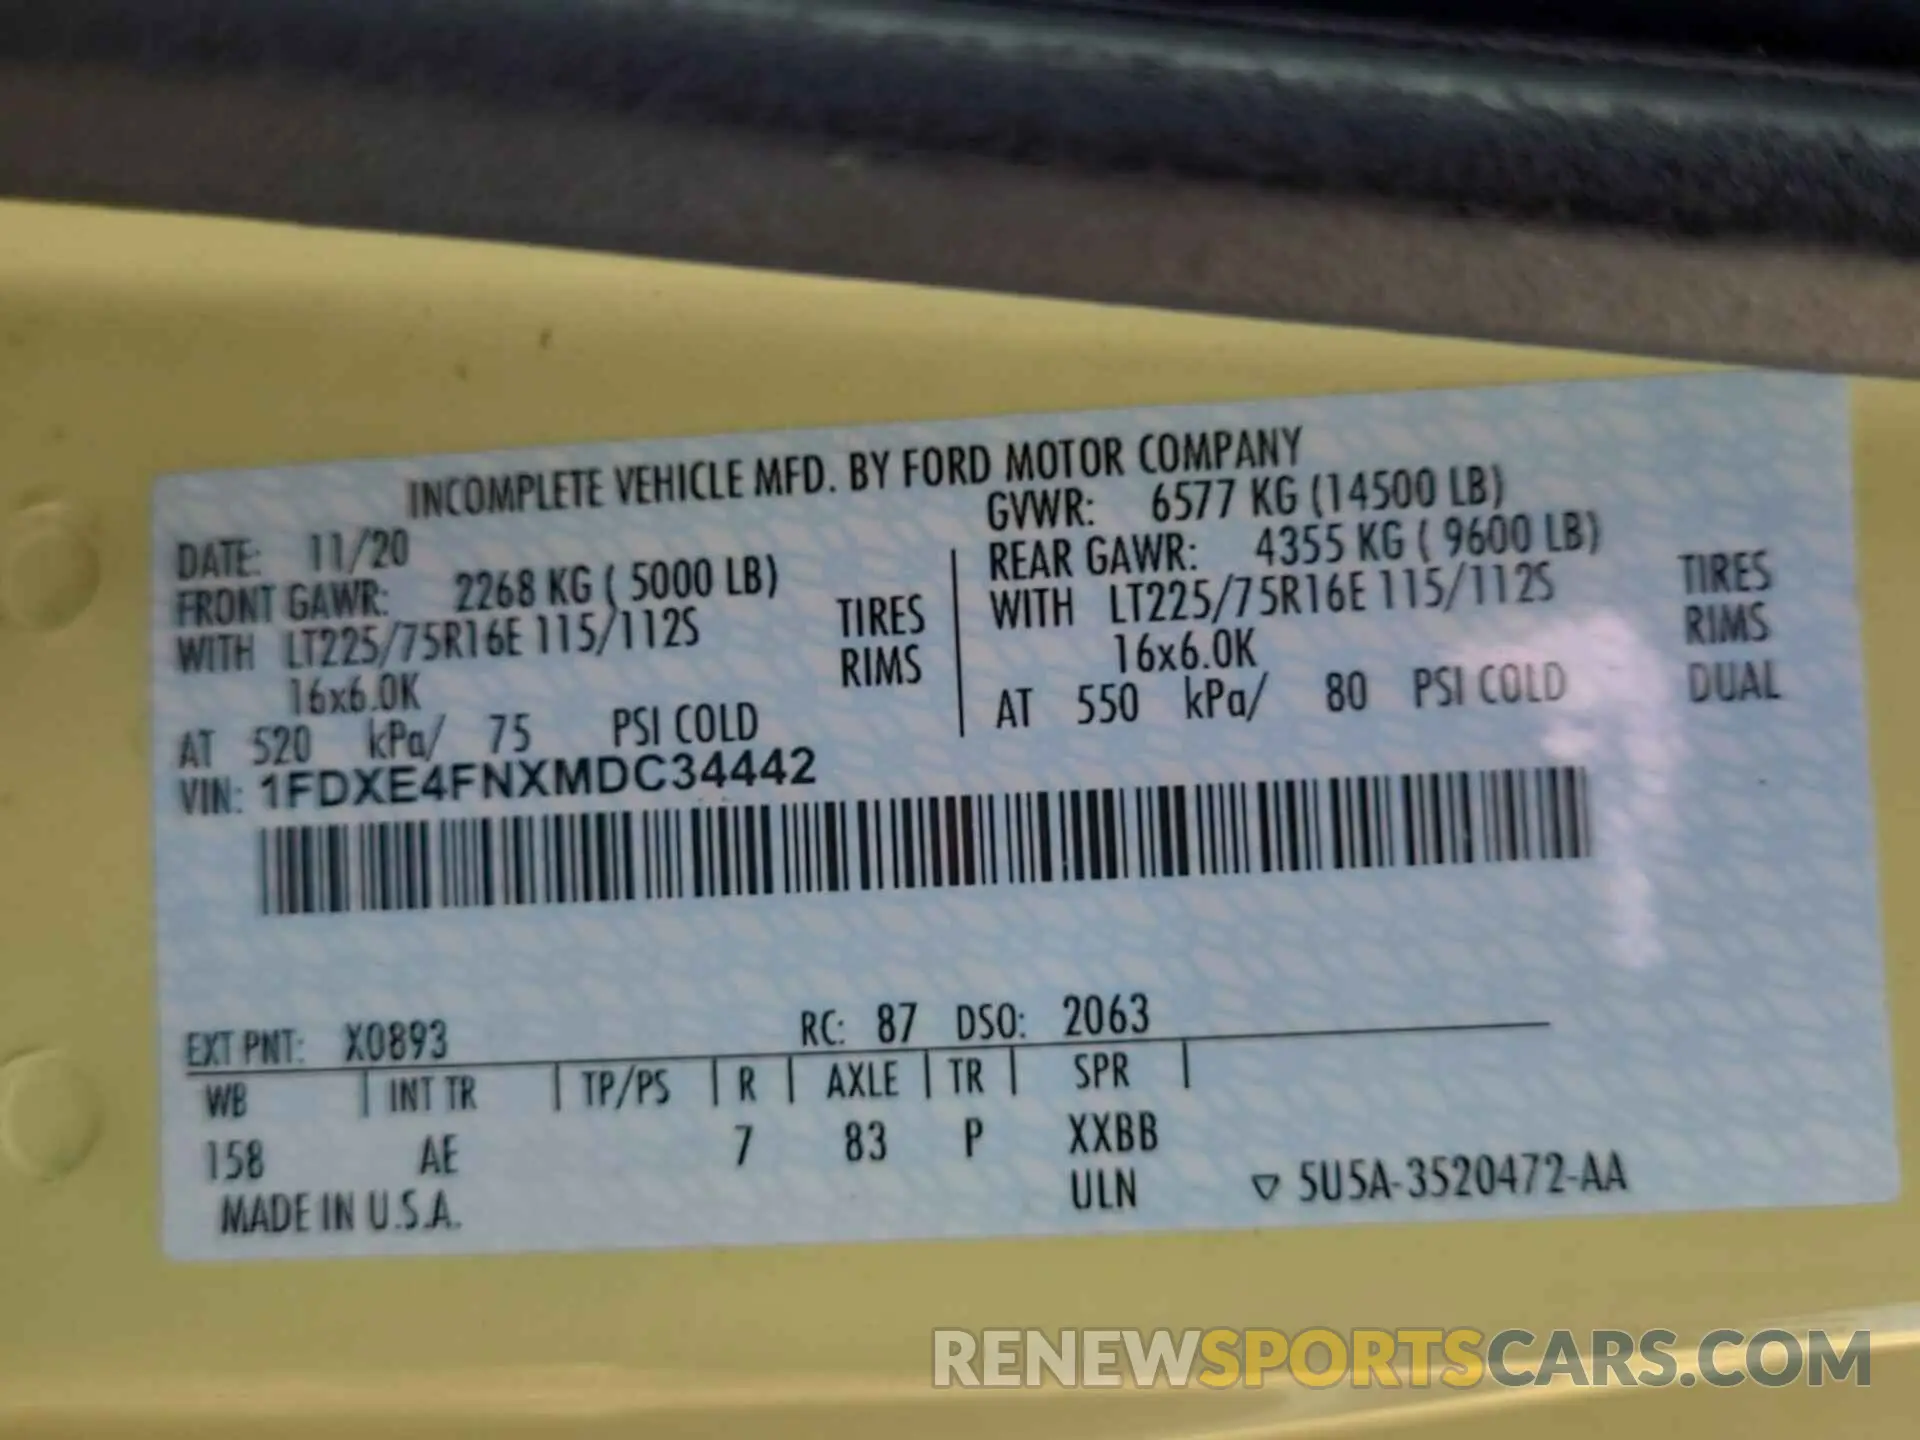 INCOMPLETE VEHICLE MFD. BY FORD MOTOR COMPANY
DATE: 11/20
GVWR: 6577 KG (14500 LB)
FRONT GAWR: 2268 KG ( 5000 LB)
REAR GAWR: 4355 KG ( 9600 LB)
WITH LT225/75R16E 115/112S TIRES
WITH LT225/75R16E 115/112S TIRES
16x6.0K RIMS
16x6.0K RIMS
AT 520 kPa/ 75 PSI COLD
AT 550 kPa/ 80 PSI COLD DUAL
VIN: 1FDXE4FNXMDC34442
EXT PNT: X0893 RC: 87 DSO: 2063
WB INT TR TP/PS R AXLE TR SPR
158 AE 7 83 P XXBB
MADE IN U.S.A. ULN ▽ 5U5A-3520472-AA
RENEWSPORTSCARS.COM